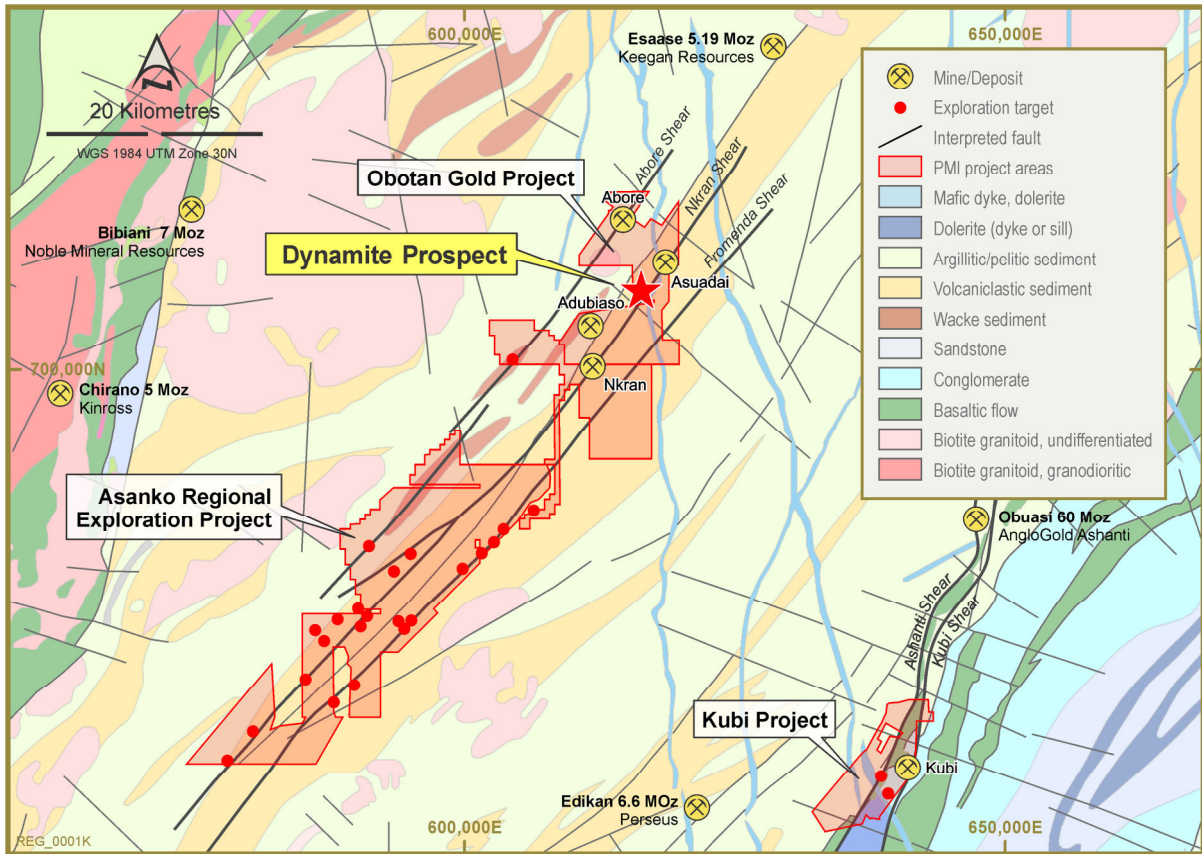 600,000E
650,000E
Esaase 5.19 Moz
Keegan Resources
20 Kilometres
WGS 1984 UTM Zone 30N
Mine/Deposit
Exploration target
Interpreted fault
PMI project areas
Mafic dyke, dolerite
Dolerite (dyke or sill)
Argillitic/politic sediment
Volcaniclastic sediment
Wacke sediment
Sandstone
Conglomerate
Basaltic flow
Biotite granitoid, undifferentiated
Biotite granitoid, granodioritic
Abore Shear
Nkran Shear
Fromenda Shear
Obotan Gold Project
Abore
Bibiani 7 Moz
Noble Mineral Resources
Dynamite Prospect
Asuadai
Adubiaso
Nkran
700,000N
Chirano 5 Moz
Kinross
Asanko Regional
Exploration Project
Obuasi 60 Moz
AngloGold Ashanti
Ashanti Shear
Kubi Shear
Kubi Project
Kubi
Edikan 6.6 MOz
Perseus
REG_0001K
600,000E
650,000E